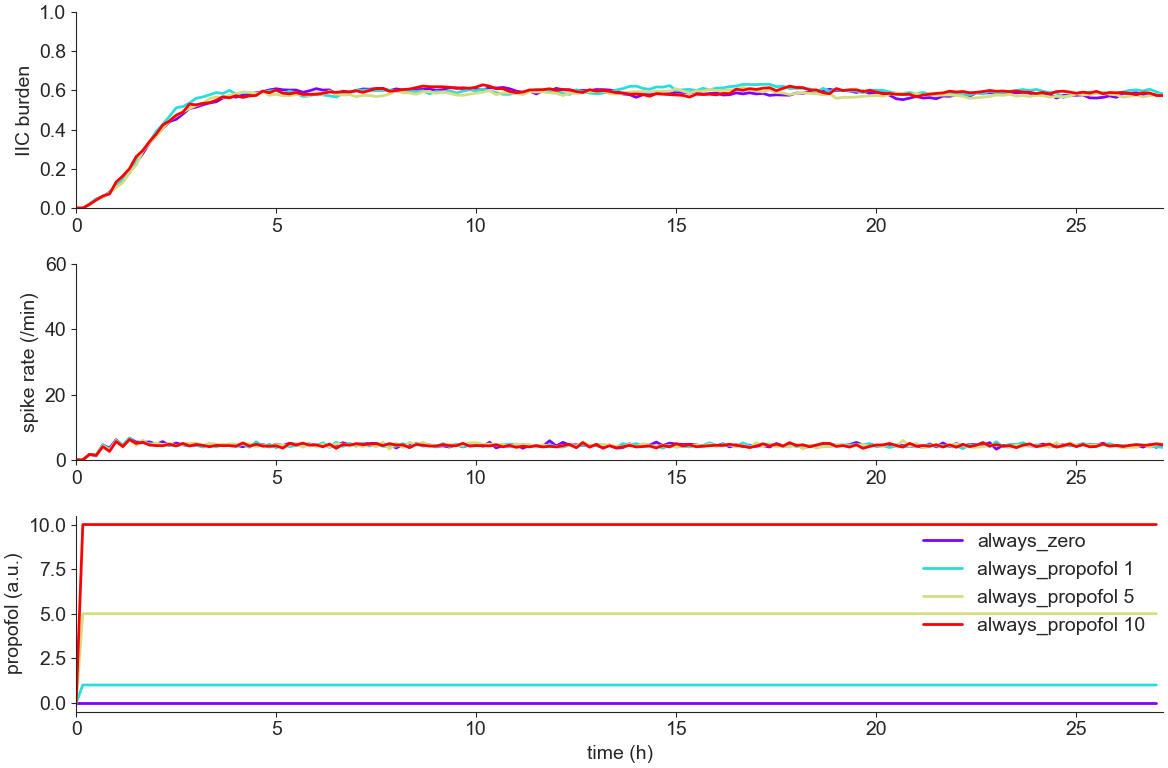 1.0
0.8
0.6
0.4
0.2
0.0
IIC burden
0 5 10 15 20 25
60
40
20
0
spike rate (/min)
0 5 10 15 20 25
10.0
7.5
5.0
2.5
0.0
propofol (a.u.)
always_zero
always_propofol 1
always_propofol 5
always_propofol 10
0 5 10 15 20 25
time (h)